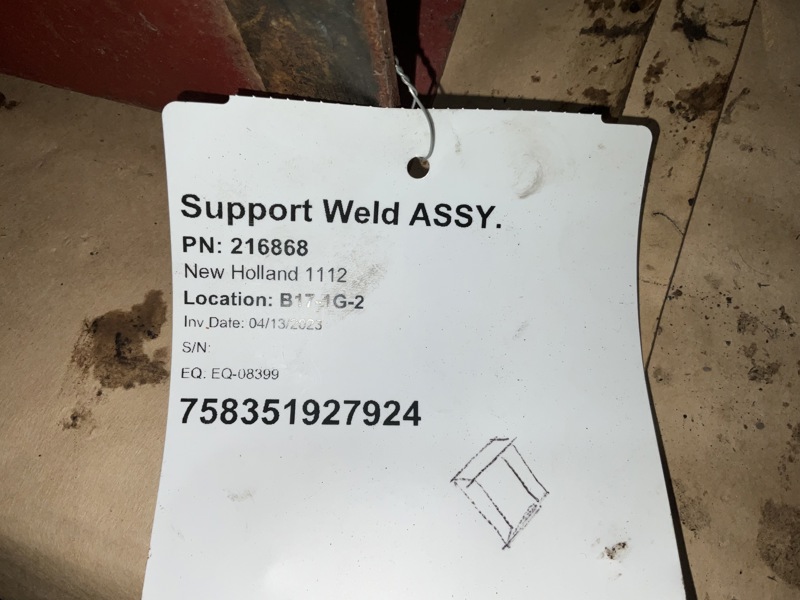 Support Weld ASSY.
PN: 216868
New Holland 1112
Location: B17-1G-2
Inv. Date: 04/13/2023
S/N:
EQ. EQ-08399
758351927924